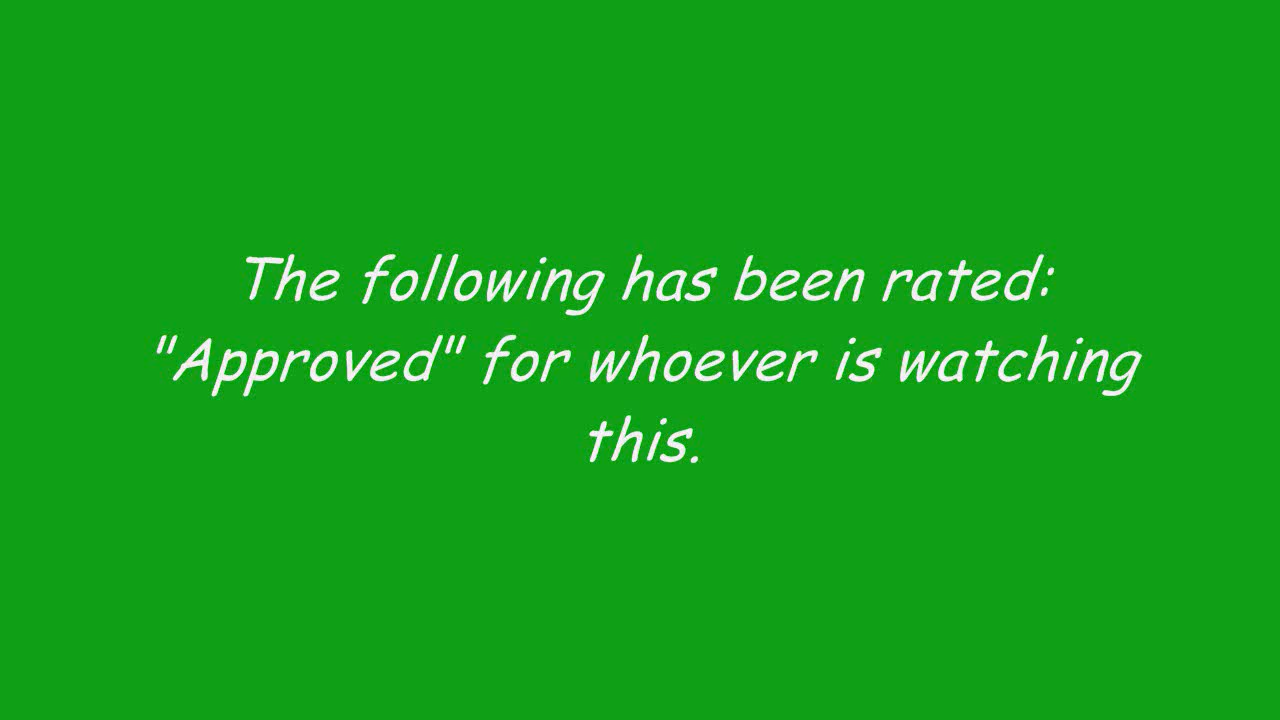 The following has been rated:
"Approved" for whoever is watching
this.